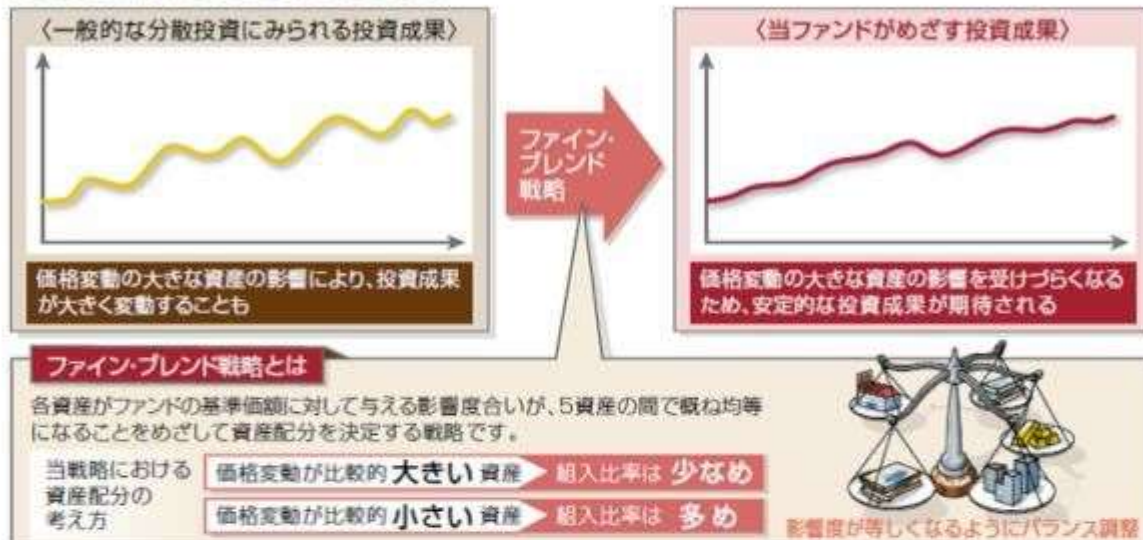 〈一般的な分散投資にみられる投資成果〉
価格変動の大きな資産の影響により、投資成果
が大きく変動することも
ファイン・
ブレンド
戦略
〈当ファンドがめざす投資成果〉
価格変動の大きな資産の影響を受けづらくなる
ため、安定的な投資成果が期待される
ファイン・ブレンド戦略とは
各資産がファンドの基準価額に対して与える影響度合いが、5資産の間で概ね均等
になることをめざして資産配分を決定する戦略です。
当戦略における
資産配分の
考え方
価格変動が比較的 大きい 資産 組入比率は 少なめ
価格変動が比較的 小さい 資産 組入比率は 多め
影響度が等しくなるようにバランス調整